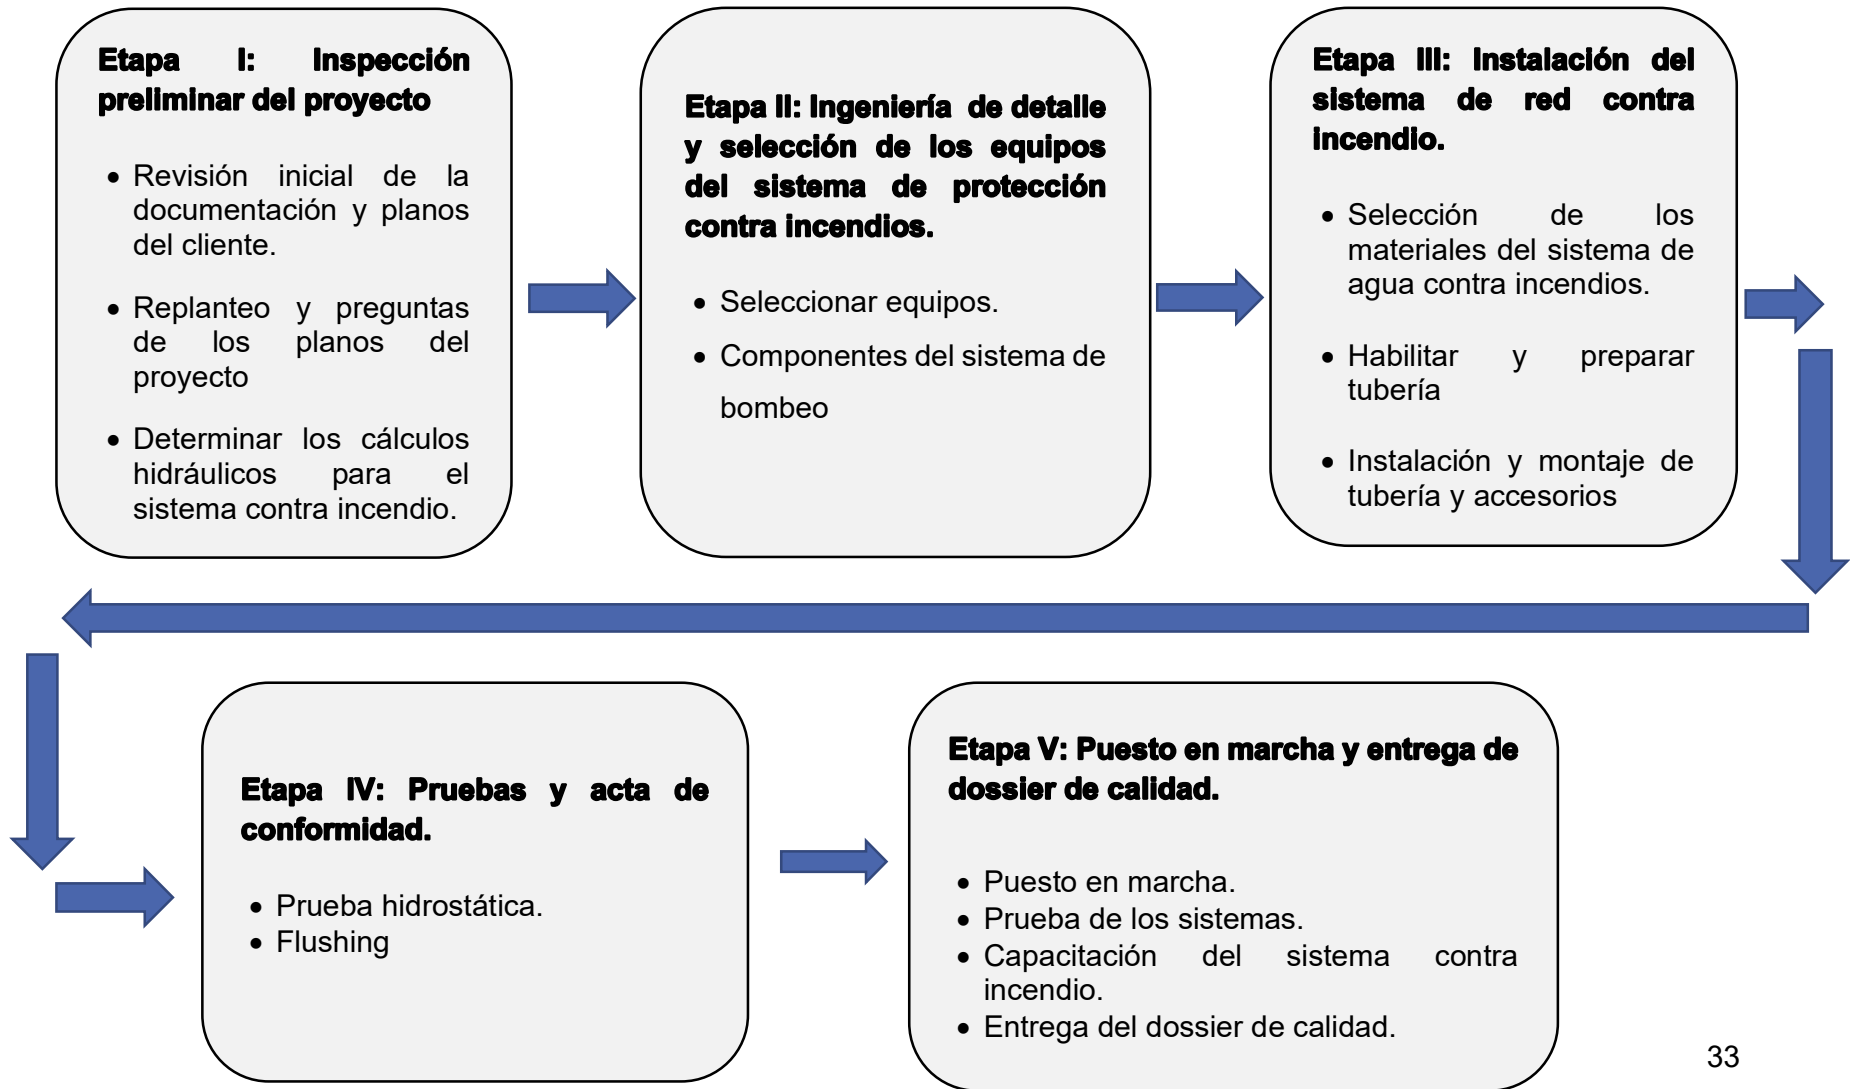 Etapa I: Inspección
preliminar del proyecto
• Revisión inicial de la
documentación y planos
del cliente.
• Replanteo y preguntas
de los planos del
proyecto
• Determinar los cálculos
hidráulicos para el
sistema contra incendio.
Etapa II: Ingeniería de detalle
y selección de los equipos
del sistema de protección
contra incendios.
• Seleccionar equipos.
• Componentes del sistema de
bombeo
Etapa III: Instalación del
sistema de red contra
incendio.
• Selección de los
materiales del sistema de
agua contra incendios.
• Habilitar y preparar
tubería
• Instalación y montaje de
tubería y accesorios
Etapa IV: Pruebas y acta de
conformidad.
• Prueba hidrostática.
• Flushing
Etapa V: Puesto en marcha y entrega de
dossier de calidad.
• Puesto en marcha.
• Prueba de los sistemas.
• Capacitación del sistema contra
incendio.
• Entrega del dossier de calidad.
33